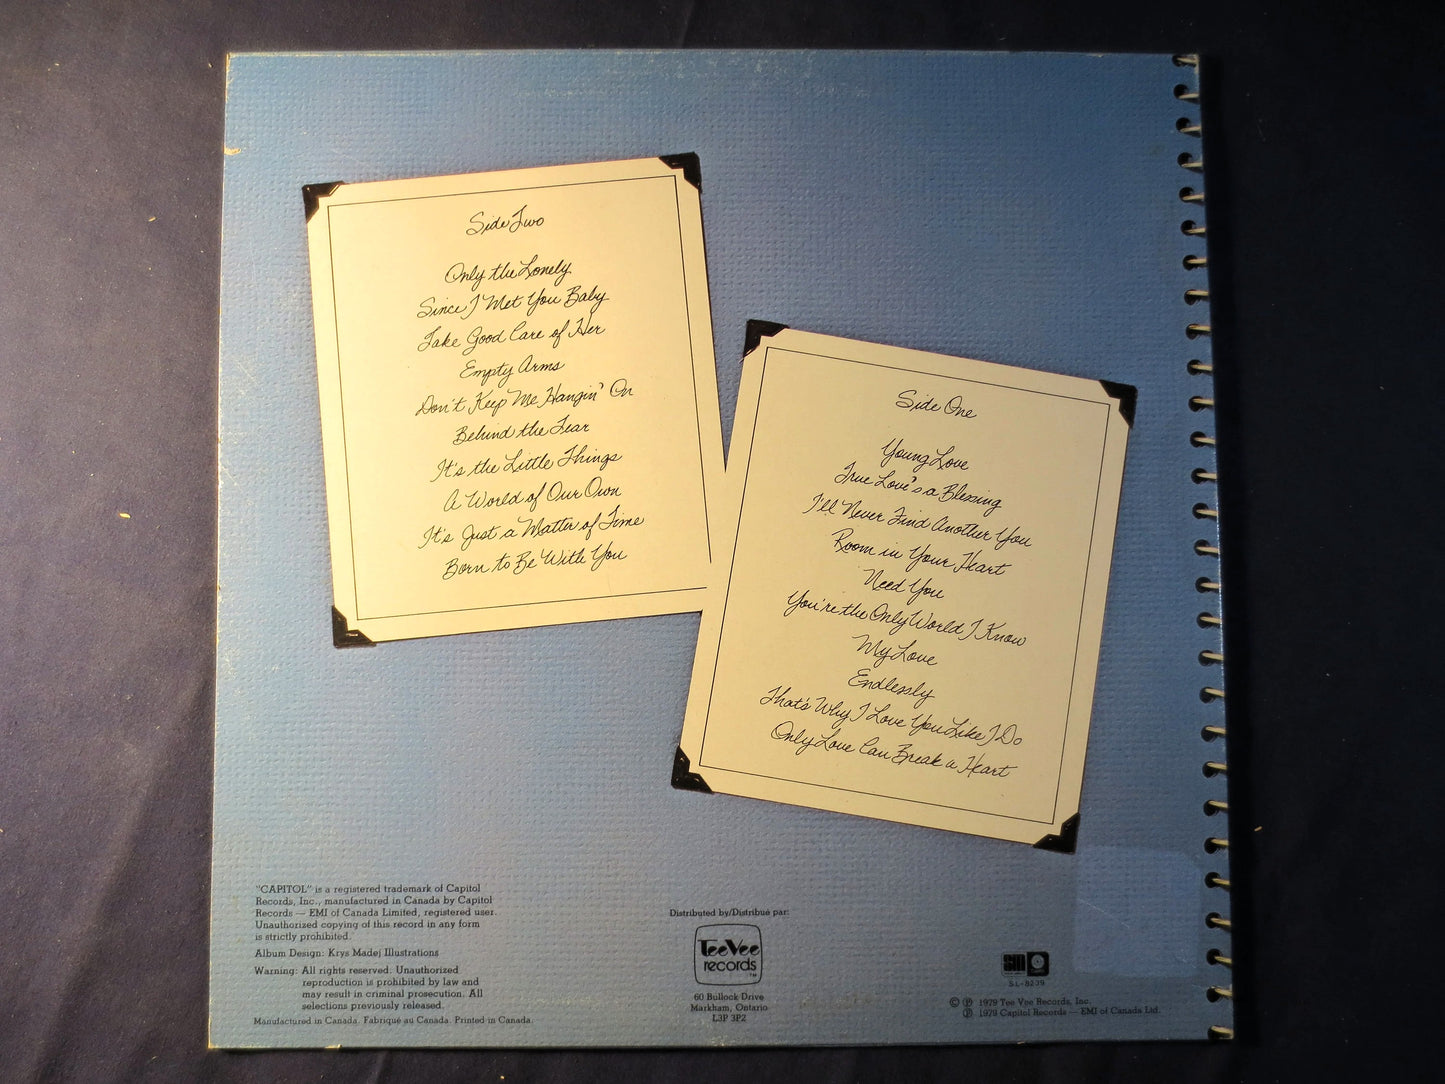 Side Two
Only the Lonely
Since I Met You Baby
Take Good Care of Her
Empty Arms
Don't Keep Me Hangin' On
Behind the Tear
It's the Little Things
A World of Our Own
It's Just a Matter of Time
Born to Be With You
Side One
Young Love
True Love's a Blessing
I'll Never Find Another You
Room in Your Heart
Need You
You're the Only World I Know
My Love
Endlessly
That's Why I Love You Like I Do
Only Love Can Break a Heart
"CAPITOL" is a registered trademark of Capitol
Records, Inc., manufactured in Canada by Capitol
Records — EMI of Canada Limited, registered user.
Unauthorized copying of this record in any form
is strictly prohibited.
Album Design: Krys Madej Illustrations
Warning: All rights reserved. Unauthorized
reproduction is prohibited by law and
may result in criminal prosecution. All
selections previously released.
Manufactured in Canada. Fabriqué au Canada. Printed in Canada.
Distributed by/Distribué par:
TeeVee
records
TM
60 Bullock Drive
Markham, Ontario
L3P 3P2
SL-8239
© ℗ 1979 Tee Vee Records, Inc.
℗ 1979 Capitol Records — EMI of Canada Ltd.